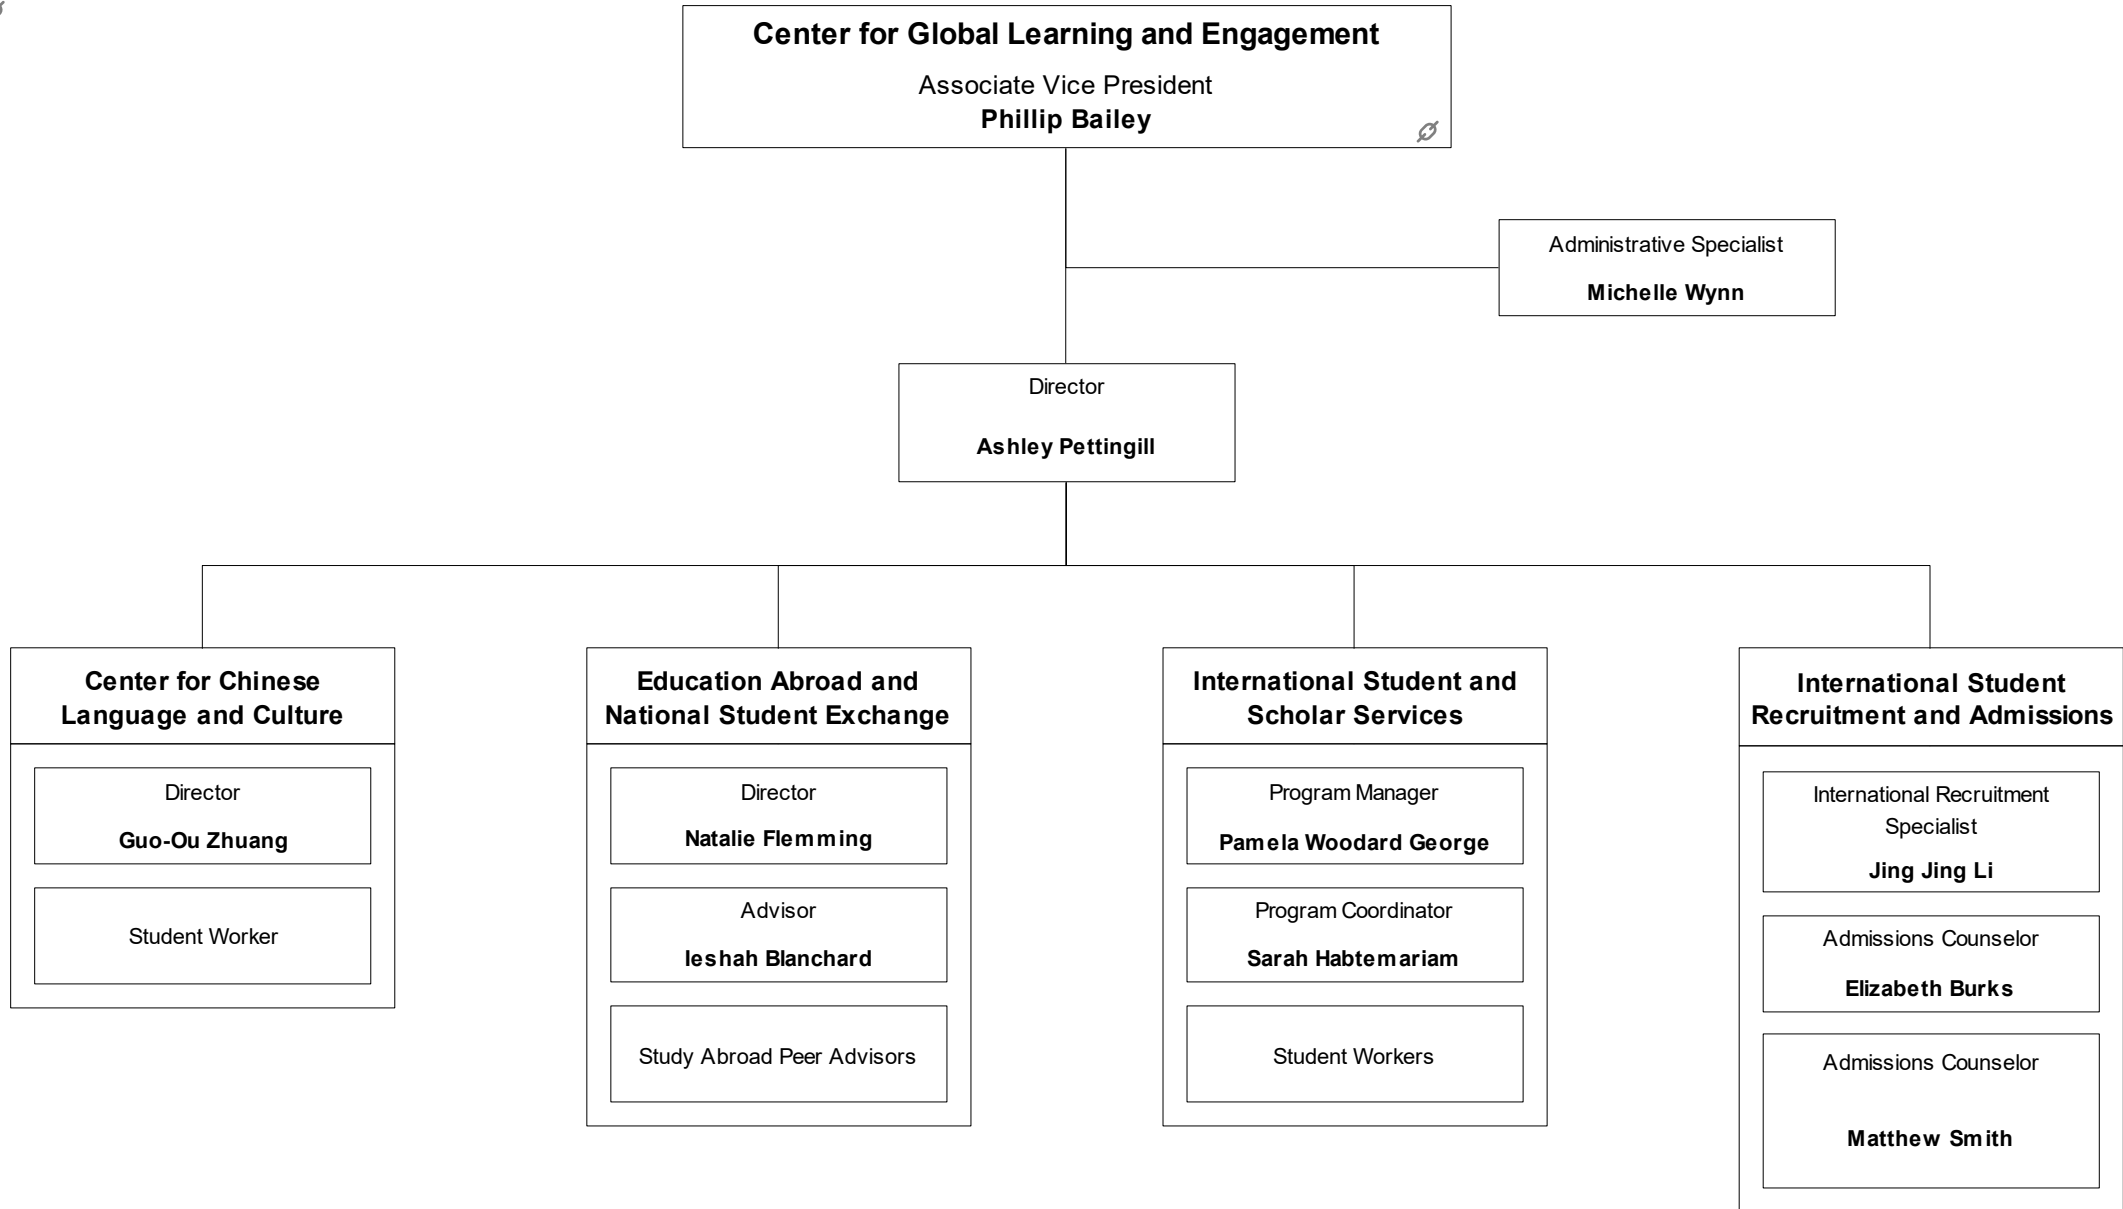 Center for Global Learning and Engagement
Associate Vice President
Phillip Bailey
Administrative Specialist
Michelle Wynn
Director
Ashley Pettingill
Center for Chinese
Language and Culture
Director
Guo-Ou Zhuang
Student Worker
Education Abroad and
National Student Exchange
Director
Natalie Flemming
Advisor
Ieshah Blanchard
Study Abroad Peer Advisors
International Student and
Scholar Services
Program Manager
Pamela Woodard George
Program Coordinator
Sarah Habtemariam
Student Workers
International Student
Recruitment and Admissions
International Recruitment
Specialist
Jing Jing Li
Admissions Counselor
Elizabeth Burks
Admissions Counselor
Matthew Smith